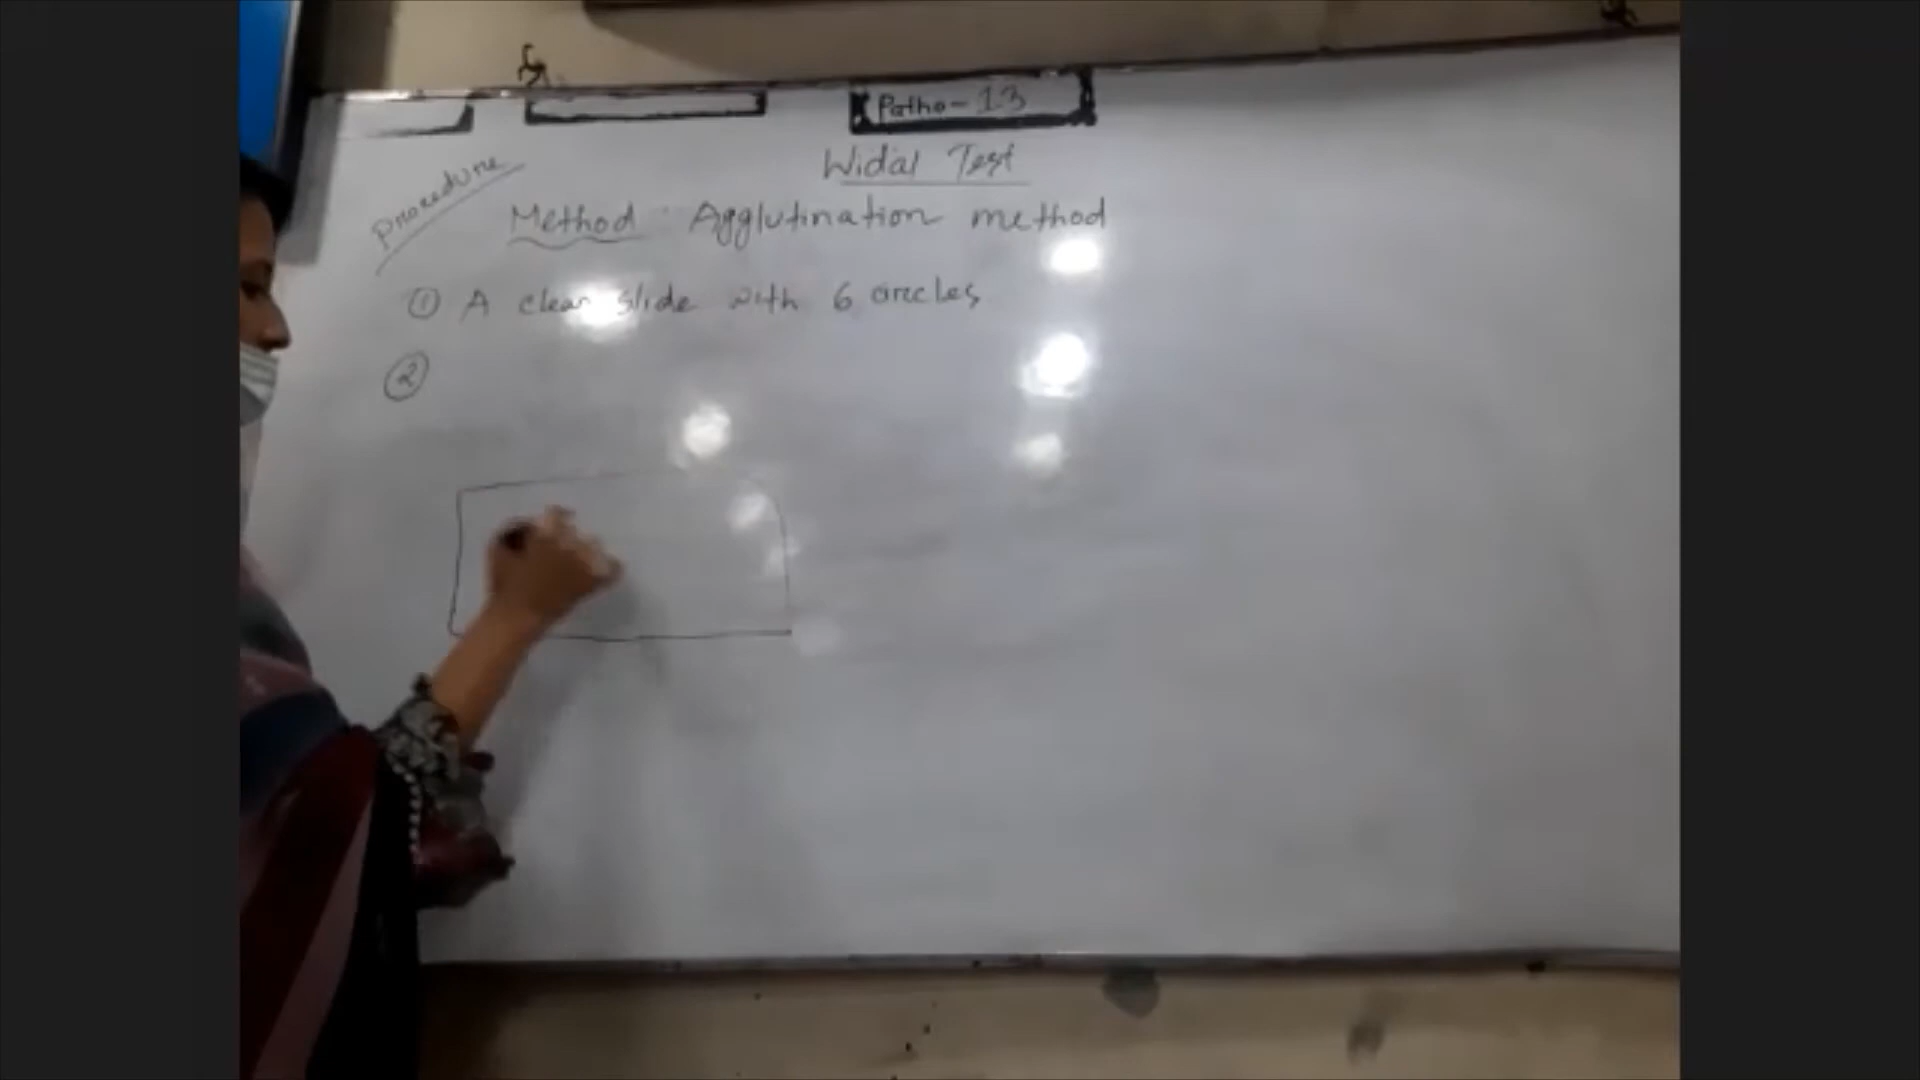 Patho-13
Widal Test
Procedure
Method: Agglutination method
① A clean slide with 6 circles
②